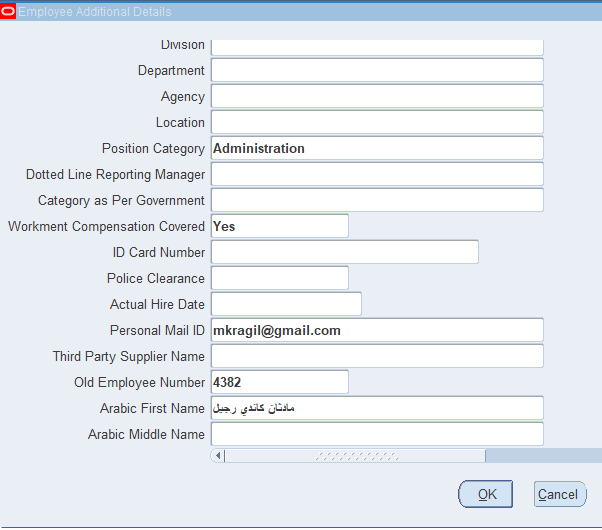 Employee Additional Details
Division
Department
Agency
Location
Position Category Administration
Dotted Line Reporting Manager
Category as Per Government
Workment Compensation Covered Yes
ID Card Number
Police Clearance
Actual Hire Date
Personal Mail ID mkragil@gmail.com
Third Party Supplier Name
Old Employee Number 4382
Arabic First Name مادثان كاندي رجيل
Arabic Middle Name
OK Cancel